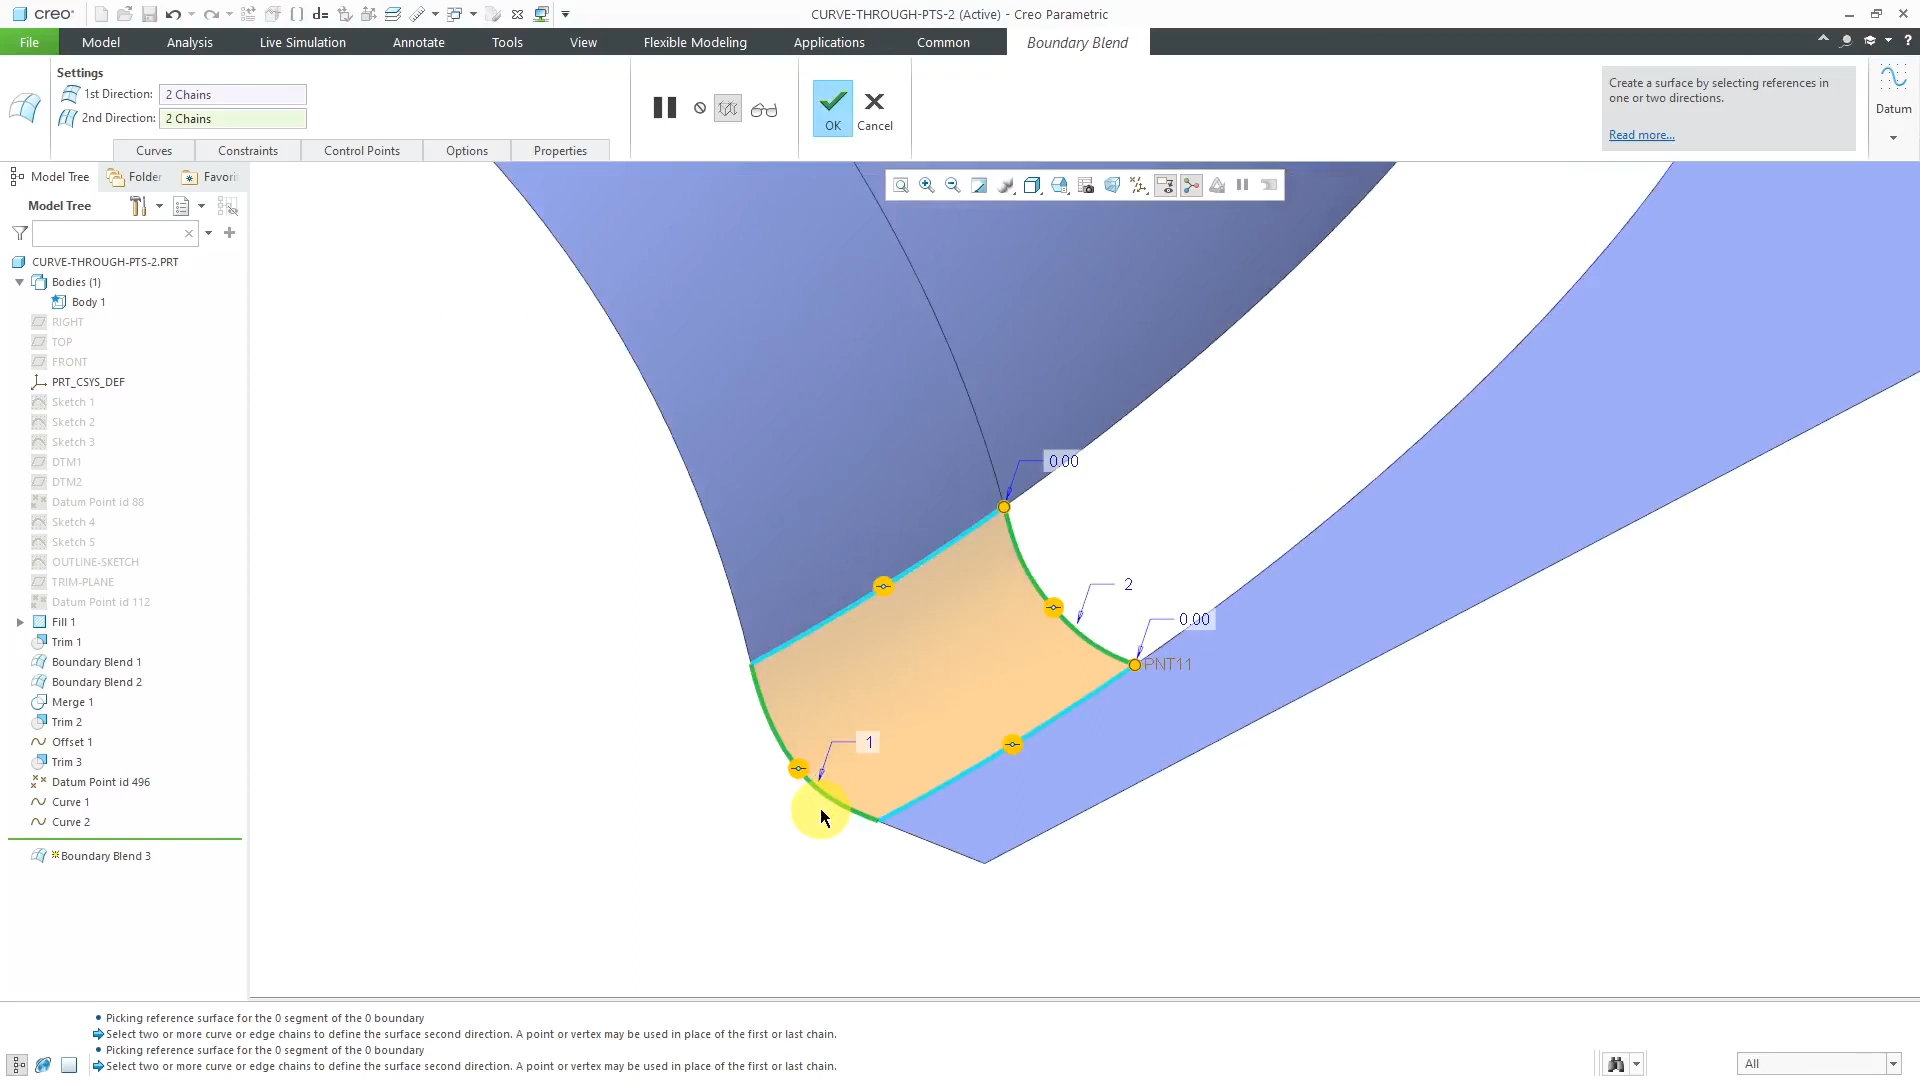 creo
d=
CURVE-THROUGH-PTS-2 (Active) - Creo Parametric
File
Model
Analysis
Live Simulation
Annotate
Tools
View
Flexible Modeling
Applications
Common
Boundary Blend
Settings
1st Direction:
2 Chains
2nd Direction:
2 Chains
OK
Cancel
Create a surface by selecting references in
one or two directions.
Read more...
Datum
Curves
Constraints
Control Points
Options
Properties
Model Tree
Folder
Favori
Model Tree
CURVE-THROUGH-PTS-2.PRT
Bodies (1)
Body 1
RIGHT
TOP
FRONT
PRT_CSYS_DEF
Sketch 1
Sketch 2
Sketch 3
DTM1
DTM2
Datum Point id 88
Sketch 4
Sketch 5
OUTLINE-SKETCH
TRIM-PLANE
Datum Point id 112
Fill 1
Trim 1
Boundary Blend 1
Boundary Blend 2
Merge 1
Trim 2
Offset 1
Trim 3
Datum Point id 496
Curve 1
Curve 2
Boundary Blend 3
0.00
2
0.00
PNT11
1
Picking reference surface for the 0 segment of the 0 boundary
Select two or more curve or edge chains to define the surface second direction. A point or vertex may be used in place of the first or last chain.
Picking reference surface for the 0 segment of the 0 boundary
Select two or more curve or edge chains to define the surface second direction. A point or vertex may be used in place of the first or last chain.
All